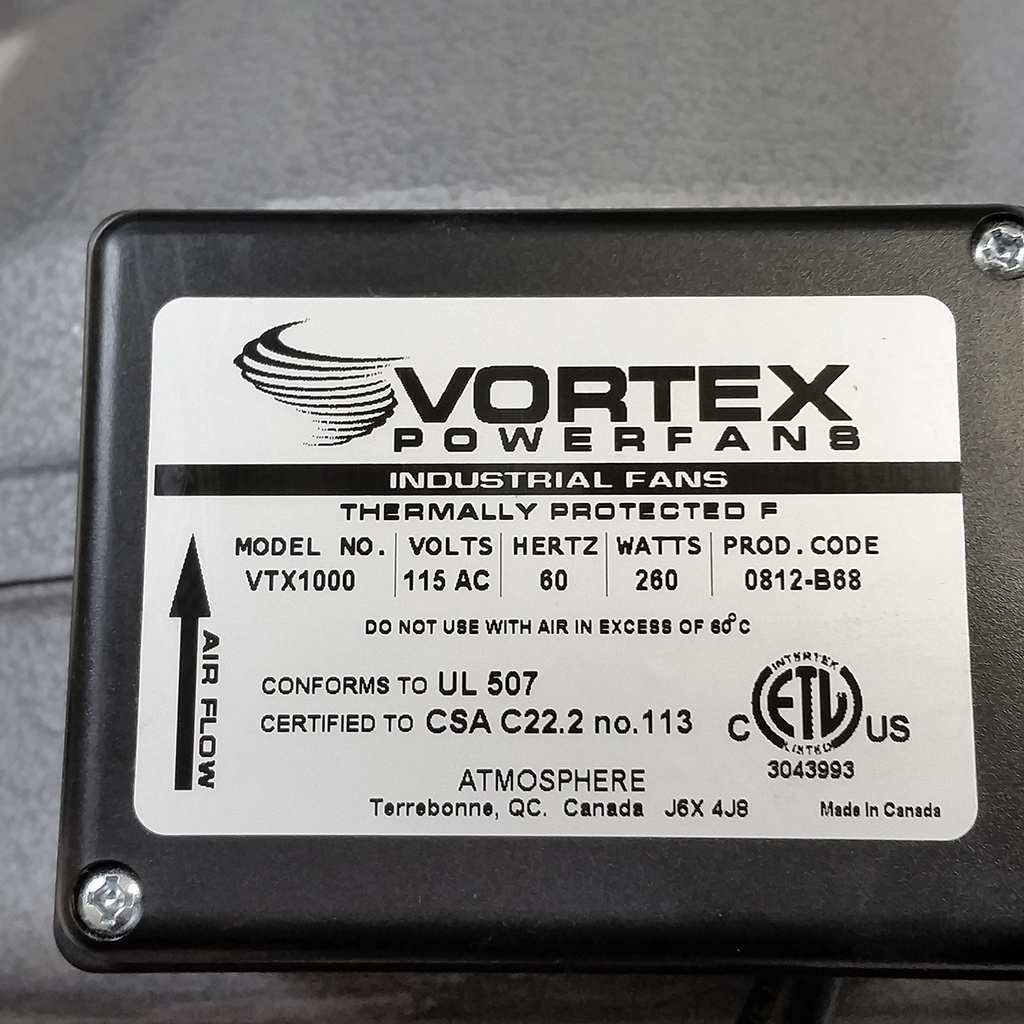 VORTEX
POWERFANS
INDUSTRIAL FANS
THERMALLY PROTECTED F
MODEL NO. VOLTS HERTZ WATTS PROD.CODE
VTX1000 115 AC 60 260 0812-B68
DO NOT USE WITH AIR IN EXCESS OF 60°C
AIR FLOW
CONFORMS TO UL 507
CERTIFIED TO CSA C22.2 no.113
INTERTEK
C ETL US
LISTED
3043993
ATMOSPHERE
Terrebonne, QC. Canada J6X 4J8
Made In Canada